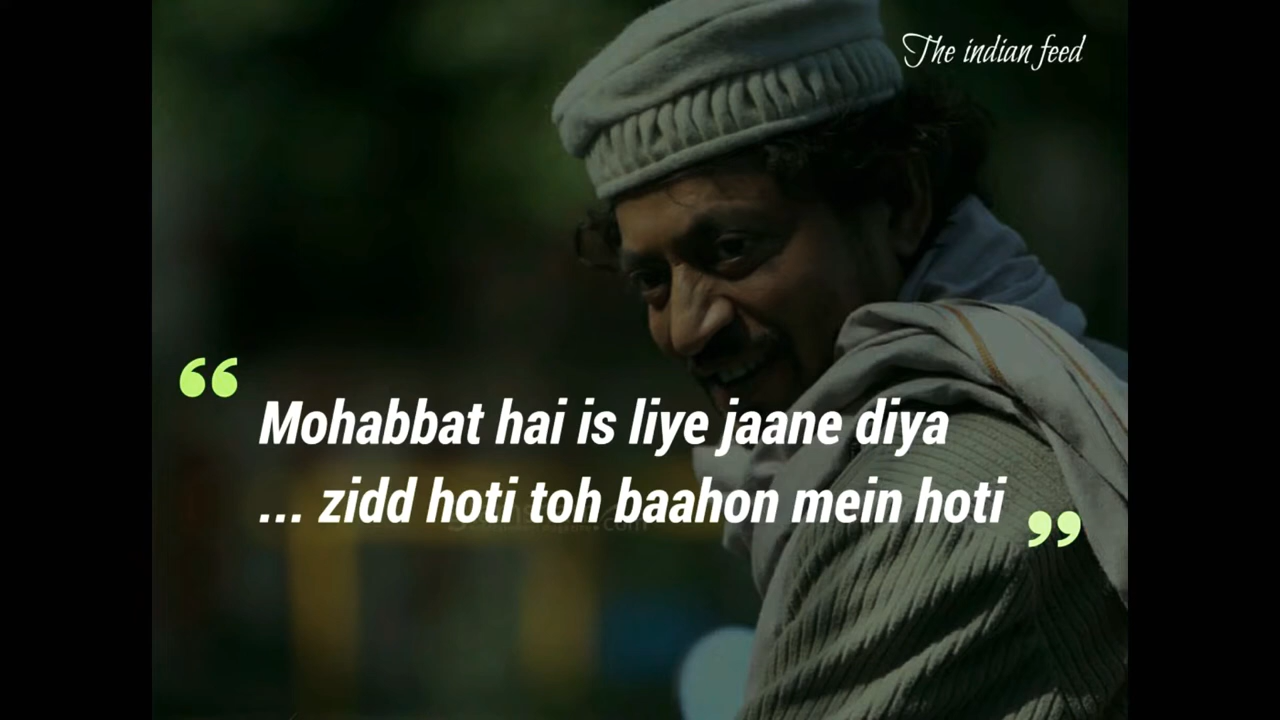 The indian feed
“ Mohabbat hai is liye jaane diya
... zidd hoti toh baahon mein hoti ”